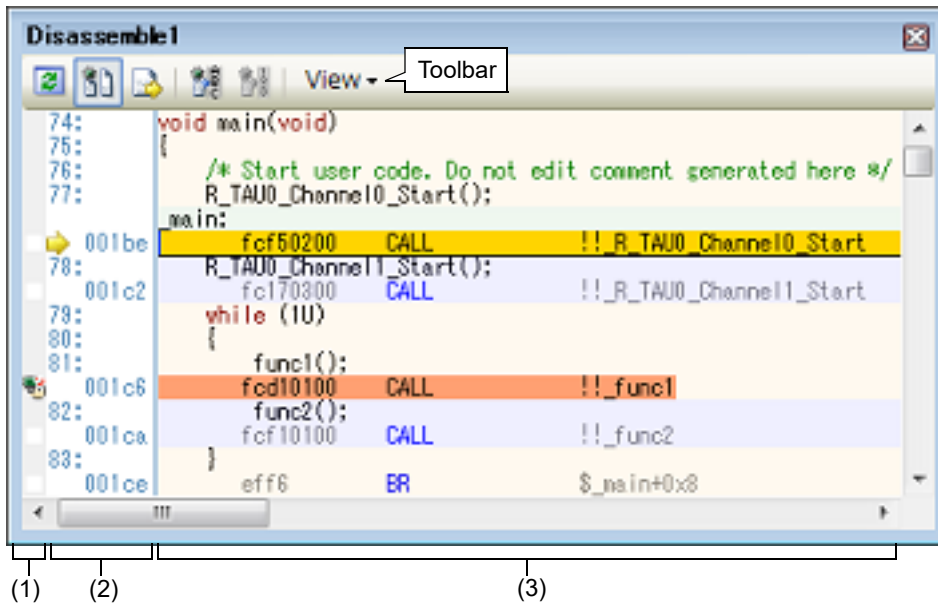 Disassemble1
View
Toolbar
74: void main(void)
75: {
76: /* Start user code. Do not edit comment generated here */
77: R_TAU0_Channel0_Start();
_main:
001be fcf50200 CALL !!_R_TAU0_Channel0_Start
78: R_TAU0_Channel1_Start();
001c2 fc170300 CALL !!_R_TAU0_Channel1_Start
79: while (1U)
80: {
81: func1();
001c6 fcd10100 CALL !!_func1
82: func2();
001ca fcf10100 CALL !!_func2
83: }
001ce eff6 BR $_main+0x8
(1) (2) (3)